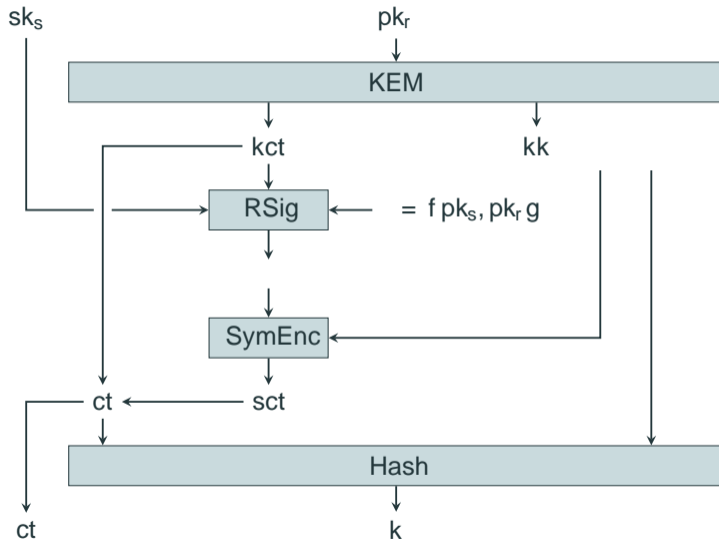 sks pkr
KEM
kct kk
RSig = f pks, pkr g
SymEnc
ct sct
Hash
ct k